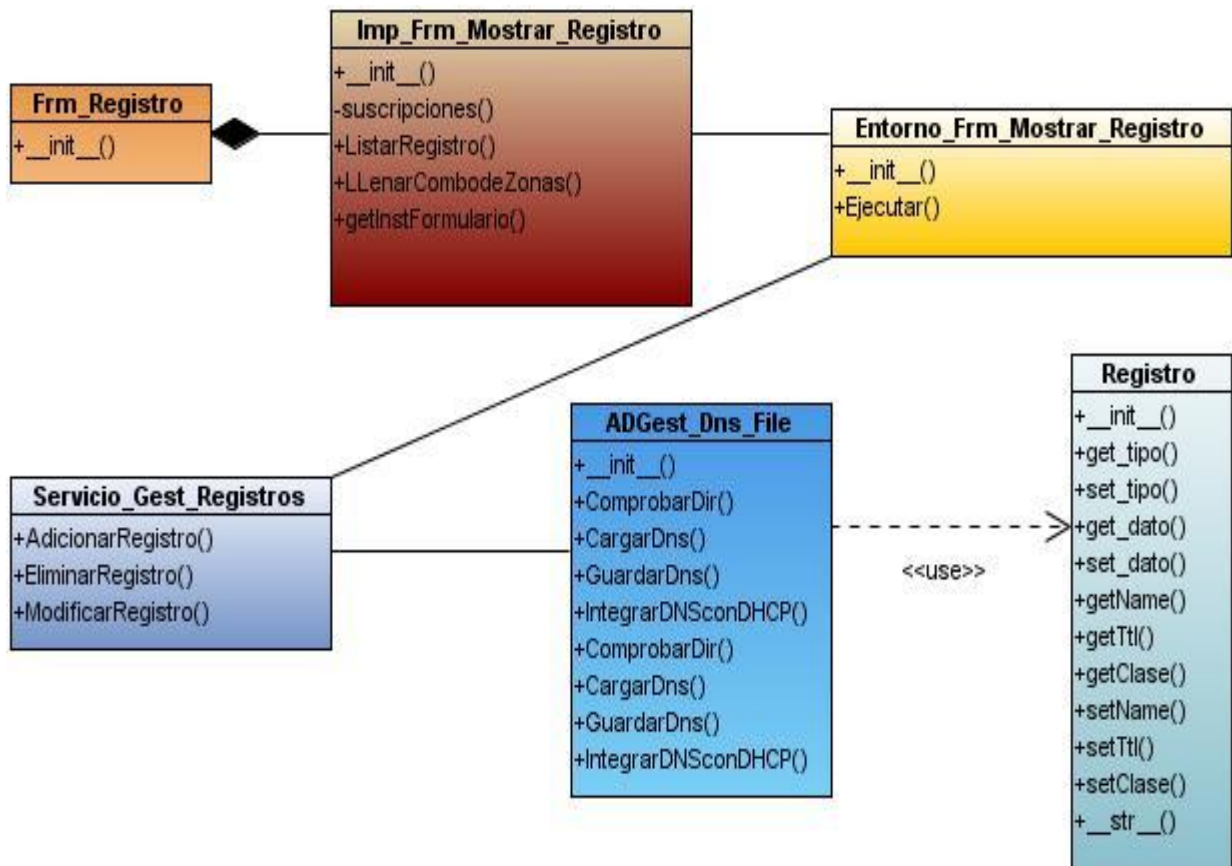 Frm_Registro
+__init__()
Imp_Frm_Mostrar_Registro
+__init__()
-suscripciones()
+ListarRegistro()
+LLenarCombodeZonas()
+getInstFormulario()
Entorno_Frm_Mostrar_Registro
+__init__()
+Ejecutar()
Servicio_Gest_Registros
+AdicionarRegistro()
+EliminarRegistro()
+ModificarRegistro()
ADGest_Dns_File
+__init__()
+ComprobarDir()
+CargarDns()
+GuardarDns()
+IntegrarDNSconDHCP()
+ComprobarDir()
+CargarDns()
+GuardarDns()
+IntegrarDNSconDHCP()
<<use>>
Registro
+__init__()
+get_tipo()
+set_tipo()
+get_dato()
+set_dato()
+getName()
+getTtl()
+getClase()
+setName()
+setTtl()
+setClase()
+__str__()